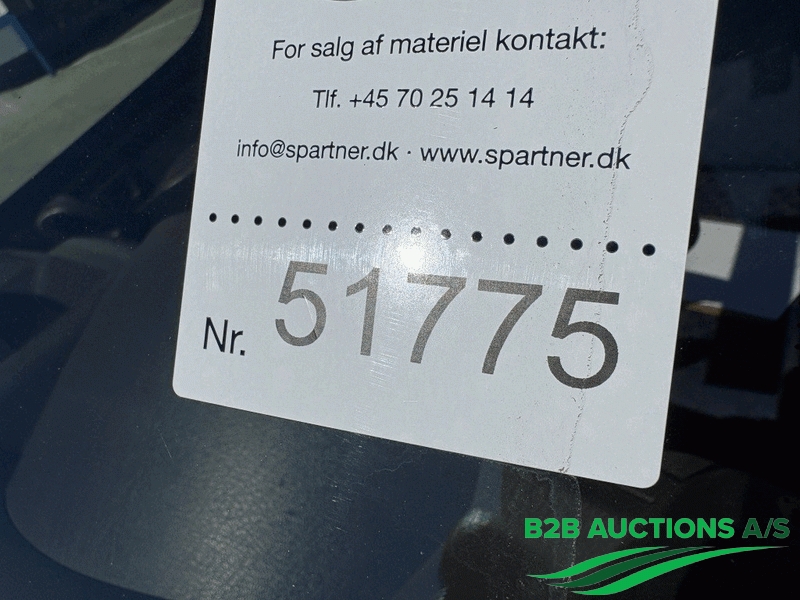 For salg af materiel kontakt:
Tlf. +45 70 25 14 14
info@spartner.dk · www.spartner.dk
Nr. 51775
B2B AUCTIONS A/S